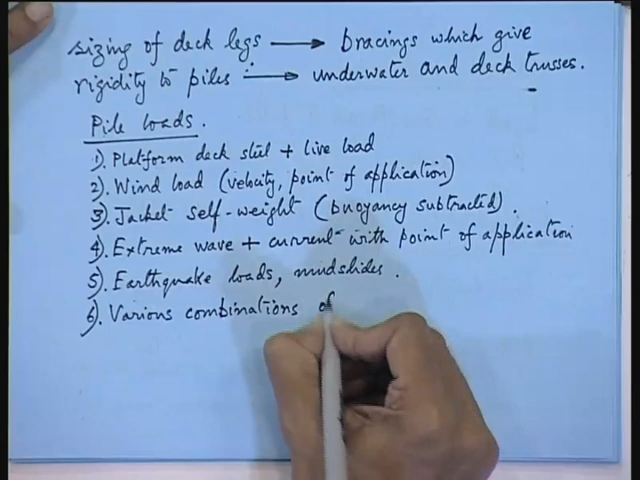 sizing of deck legs → bracings which give
rigidity to piles → underwater and deck trusses.
Pile loads.
1). Platform deck steel + live load
2). Wind load (velocity, point of application)
3). Jacket self-weight (buoyancy subtracted).
4). Extreme wave + current with point of application
5). Earthquake loads, mudslides.
6). Various combinations of